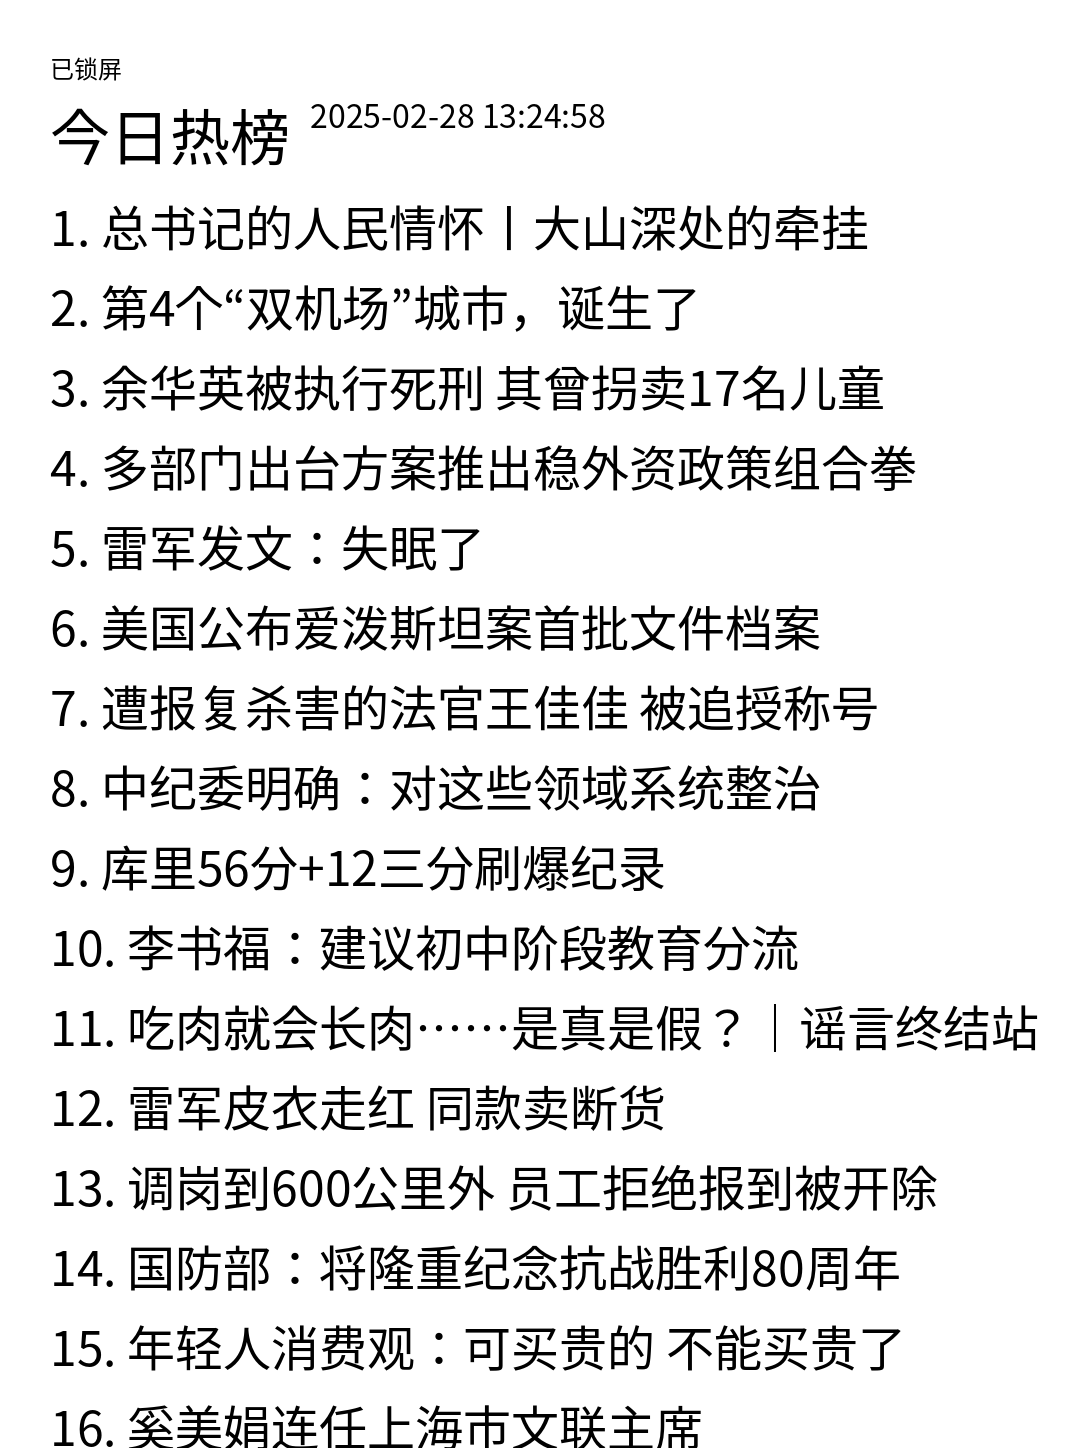 已锁屏
今日热榜 2025-02-28 13:24:58
1. 总书记的人民情怀丨大山深处的牵挂
2. 第4个“双机场”城市，诞生了
3. 余华英被执行死刑 其曾拐卖17名儿童
4. 多部门出台方案推出稳外资政策组合拳
5. 雷军发文：失眠了
6. 美国公布爱泼斯坦案首批文件档案
7. 遭报复杀害的法官王佳佳 被追授称号
8. 中纪委明确：对这些领域系统整治
9. 库里56分+12三分刷爆纪录
10. 李书福：建议初中阶段教育分流
11. 吃肉就会长肉……是真是假？｜谣言终结站
12. 雷军皮衣走红 同款卖断货
13. 调岗到600公里外 员工拒绝报到被开除
14. 国防部：将隆重纪念抗战胜利80周年
15. 年轻人消费观：可买贵的 不能买贵了
16. 奚美娟连任上海市文联主席